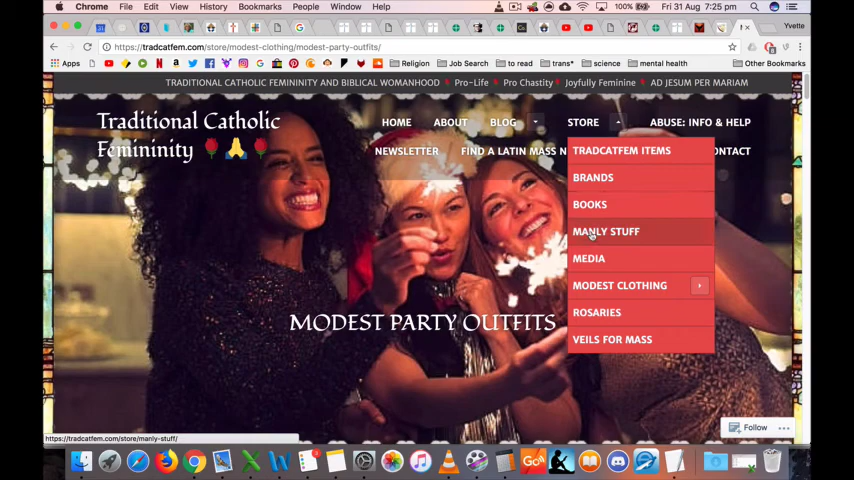 Chrome File Edit View History Bookmarks People Window Help
100% Fri 31 Aug 7:25 pm
Yvette
https://tradcatfem.com/store/modest-clothing/modest-party-outfits/
Apps
Religion Job Search to read trans* science mental health Other Bookmarks
TRADITIONAL CATHOLIC FEMININITY AND BIBLICAL WOMANHOOD Pro-Life Pro Chastity Joyfully Feminine AD JESUM PER MARIAM
Traditional Catholic
Femininity
HOME ABOUT BLOG STORE ABUSE: INFO & HELP
NEWSLETTER FIND A LATIN MASS N
ONTACT
TRADCATFEM ITEMS
BRANDS
BOOKS
MANLY STUFF
MEDIA
MODEST CLOTHING
ROSARIES
VEILS FOR MASS
MODEST PARTY OUTFITS
Follow
https://tradcatfem.com/store/manly-stuff/
Go!